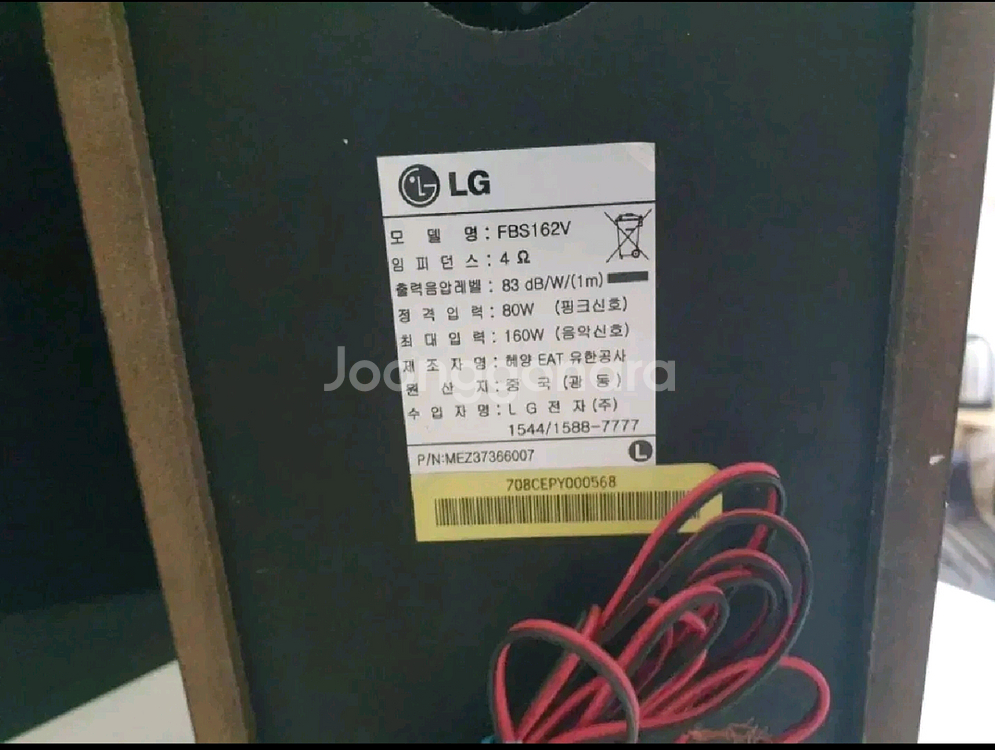 LG
모 델 명 : FBS162V
임 피 던 스 : 4 Ω
출력음압레벨 : 83 dB/W/(1m)
정 격 입 력 : 80W (핑크신호)
최 대 입 력 : 160W (음악신호)
제 조 자 명 : 혜양 EAT 유한공사
Joonggonara
원 산 지 : 중 국 (광 동)
수 입 자 명 : L G 전 자 (주)
1544/1588-7777
P/N:MEZ37366007 L
708CEPY000568